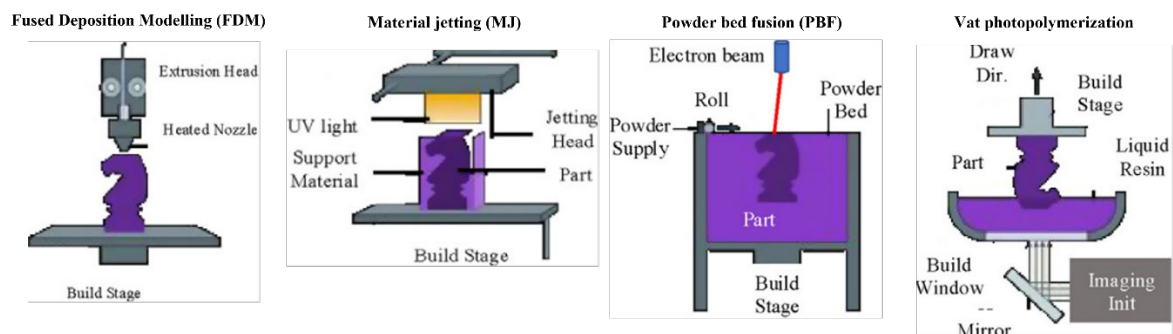 Fused Deposition Modelling (FDM)
Extrusion Head
Heated Nozzle
Build Stage
Material jetting (MJ)
UV light
Jetting
Head
Support
Material
Part
Build Stage
Powder bed fusion (PBF)
Electron beam
Roll
Powder
Bed
Powder
Supply
Part
Build
Stage
Vat photopolymerization
Draw
Dir.
Build
Stage
Part
Liquid
Resin
Build
Window
--
Mirror
Imaging
Init